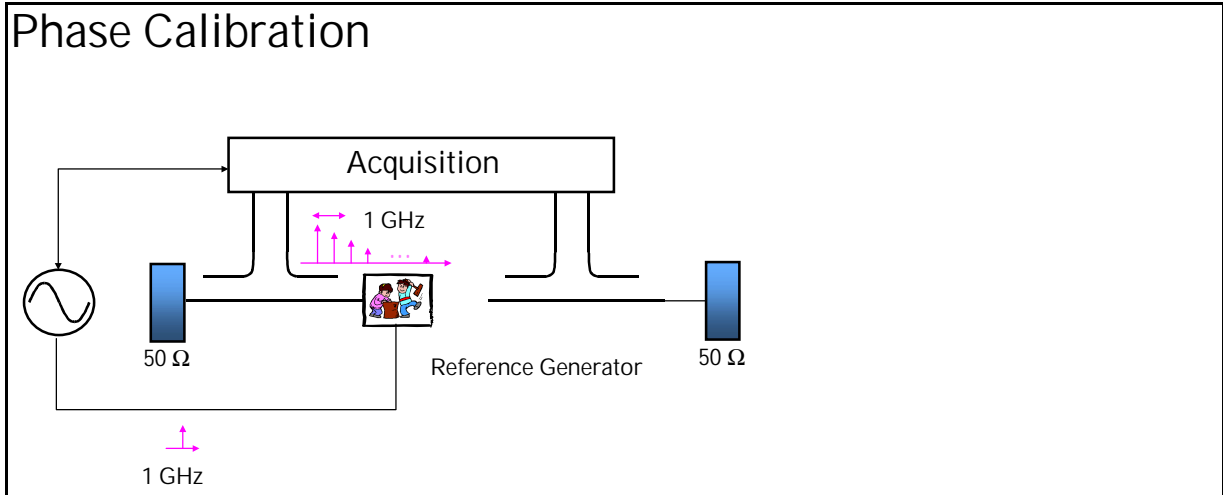 Phase Calibration
Acquisition
1 GHz
...
50 Ω
Reference Generator
50 Ω
1 GHz